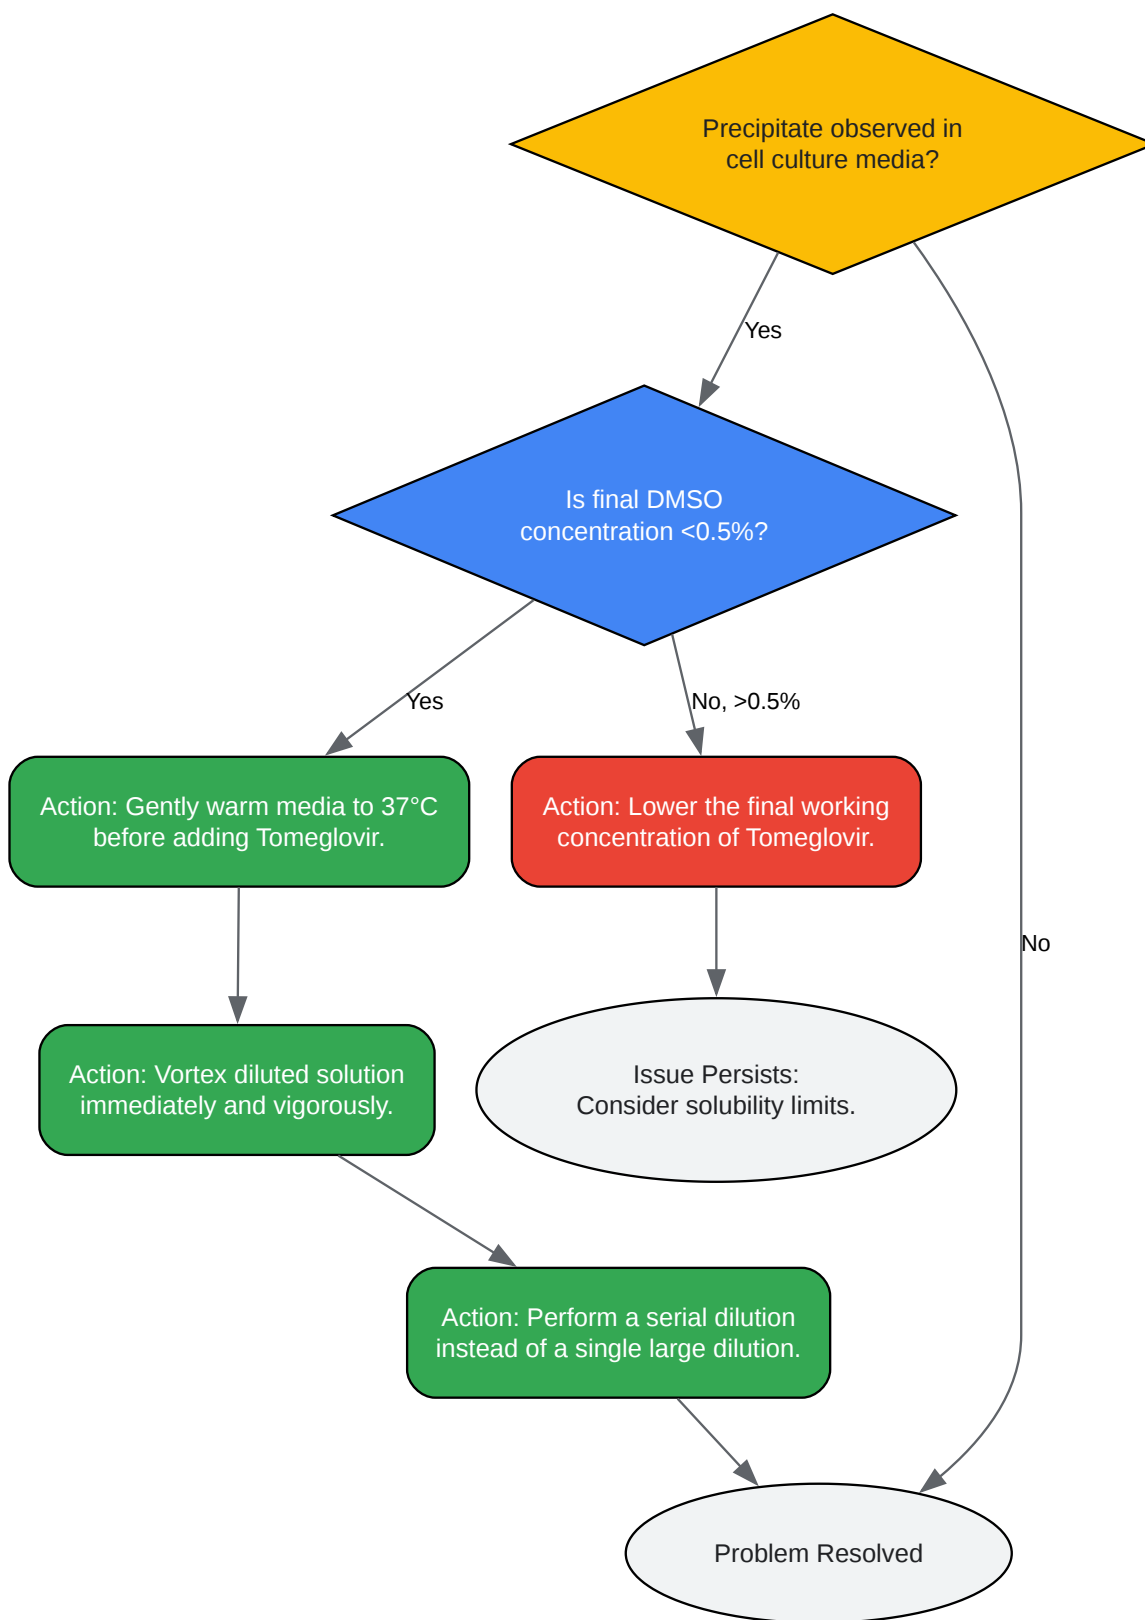 Precipitate observed in
cell culture media?
Yes
Is final DMSO
concentration <0.5%?
Yes
No, >0.5%
Action: Gently warm media to 37°C
before adding Tomeglovir.
Action: Lower the final working
concentration of Tomeglovir.
No
Action: Vortex diluted solution
immediately and vigorously.
Issue Persists:
Consider solubility limits.
Action: Perform a serial dilution
instead of a single large dilution.
Problem Resolved